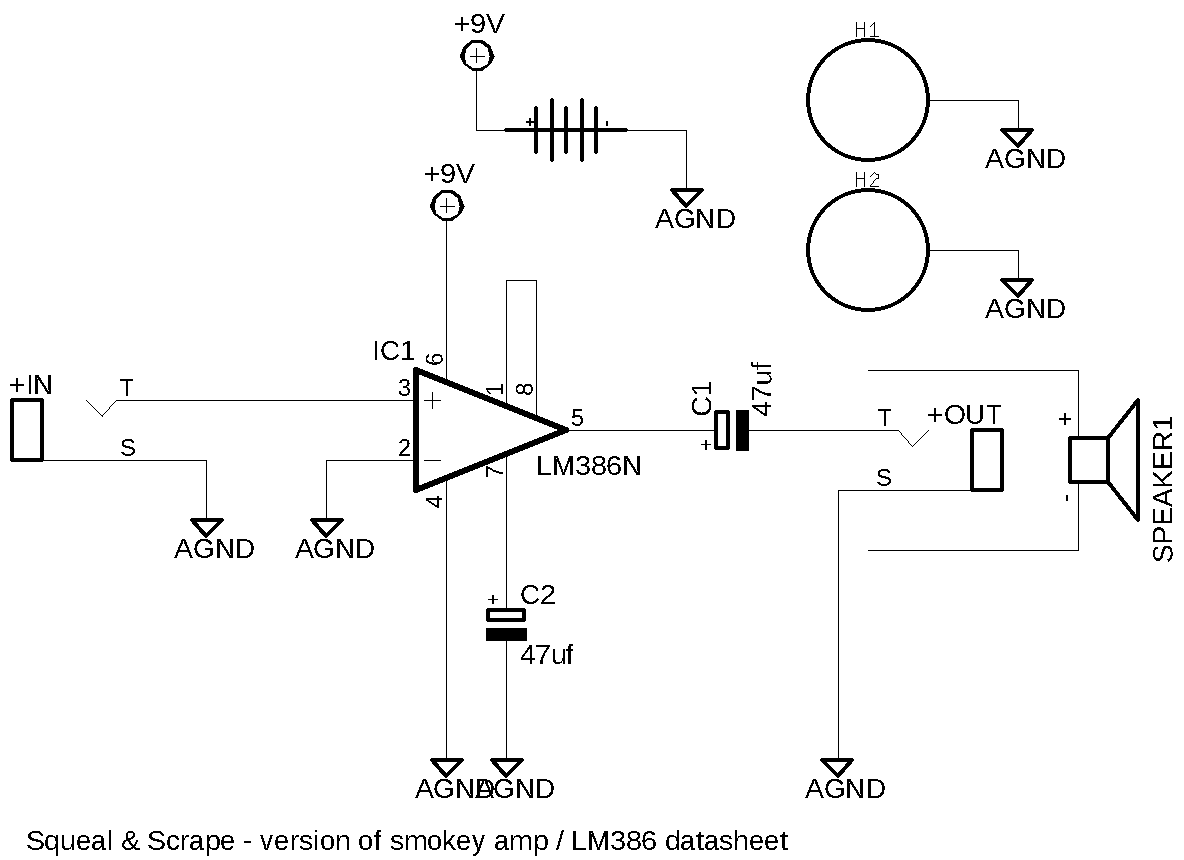 +9V
H1
+ -
AGND
+9V
AGND
H2
AGND
IC1
6
1
8
+IN
T
3
+
5
C1
47uf
+
T
+OUT
+
SPEAKER1
S
2
-
7
LM386N
S
-
4
AGND
AGND
+
C2
47uf
AGND
AGND
AGND
Squeal & Scrape - version of smokey amp / LM386 datasheet